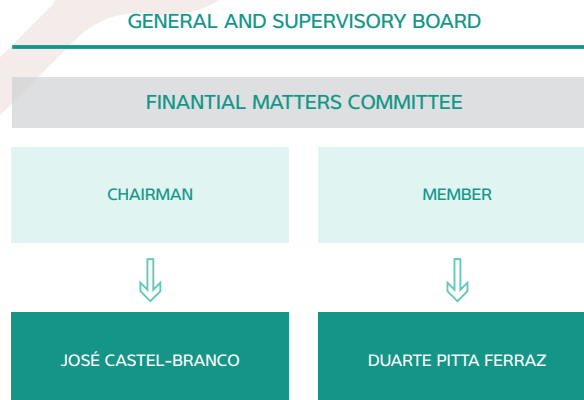 GENERAL AND SUPERVISORY BOARD
FINANTIAL MATTERS COMMITTEE
CHAIRMAN
MEMBER
JOSÉ CASTEL-BRANCO
DUARTE PITTA FERRAZ